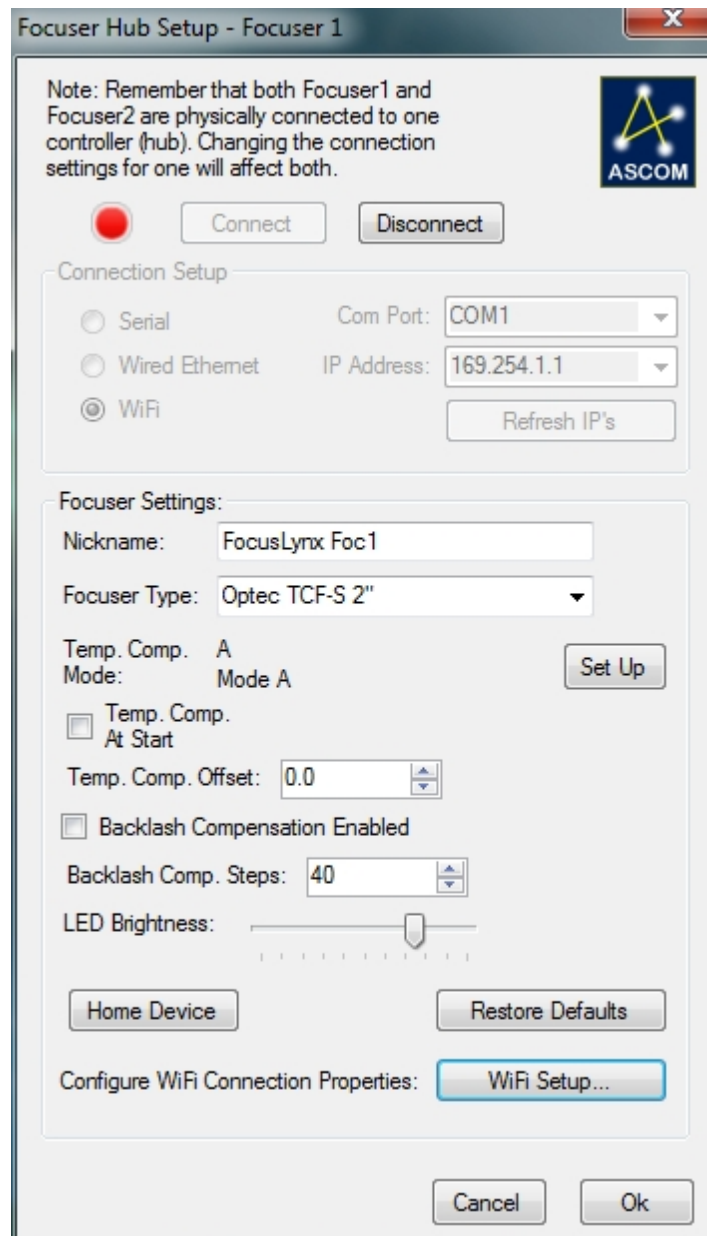 Focuser Hub Setup - Focuser 1
x
Note: Remember that both Focuser1 and
Focuser2 are physically connected to one
controller (hub). Changing the connection
settings for one will affect both.
ASCOM
Connect
Disconnect
Connection Setup
Serial
Com Port:
COM1
Wired Ethernet
IP Address:
169.254.1.1
WiFi
Refresh IP's
Focuser Settings:
Nickname:
FocusLynx Foc1
Focuser Type:
Optec TCF-S 2"
Temp. Comp.
Mode:
A
Mode A
Set Up
Temp. Comp.
At Start
Temp. Comp. Offset:
0.0
Backlash Compensation Enabled
Backlash Comp. Steps:
40
LED Brightness:
Home Device
Restore Defaults
Configure WiFi Connection Properties:
WiFi Setup...
Cancel
Ok